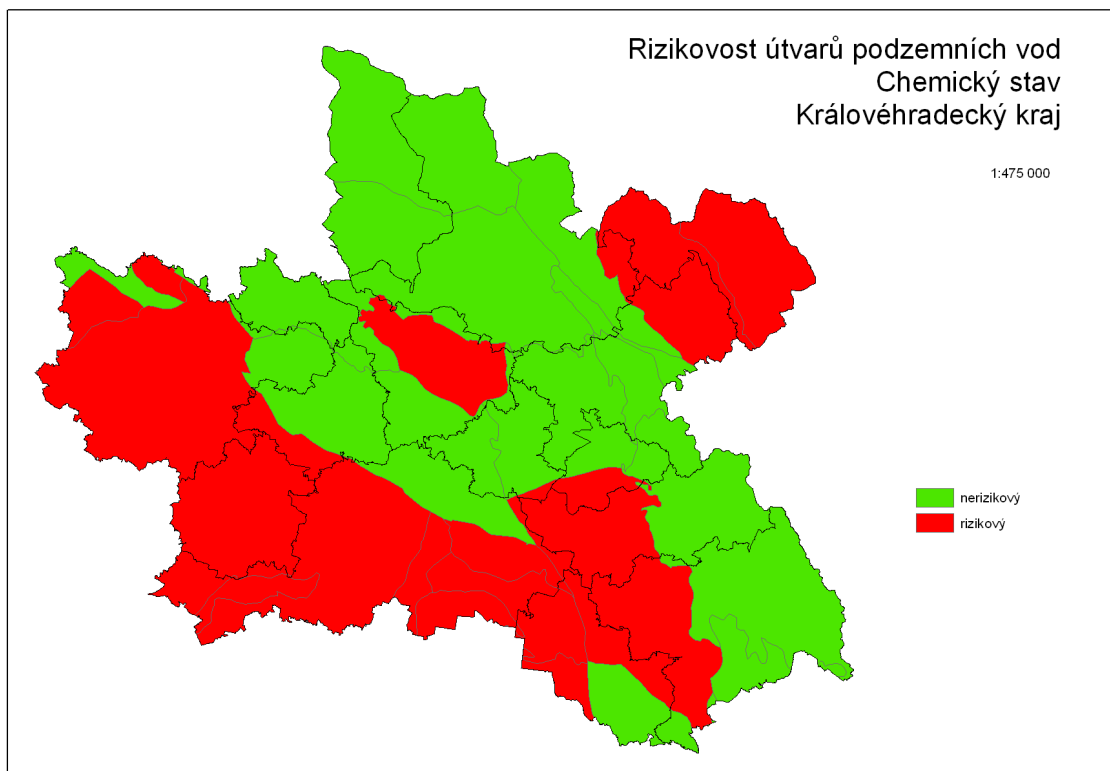 Rizikovost útvarů podzemních vod
Chemický stav
Královéhradecký kraj
1:475 000
nerizikový
rizikový